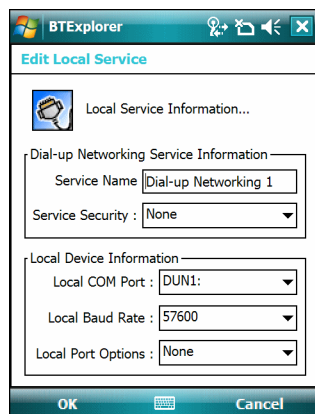 BTExplorer
Edit Local Service
Local Service Information...
Dial-up Networking Service Information
Service Name Dial-up Networking 1
Service Security : None
Local Device Information
Local COM Port : DUN1:
Local Baud Rate : 57600
Local Port Options : None
OK Cancel